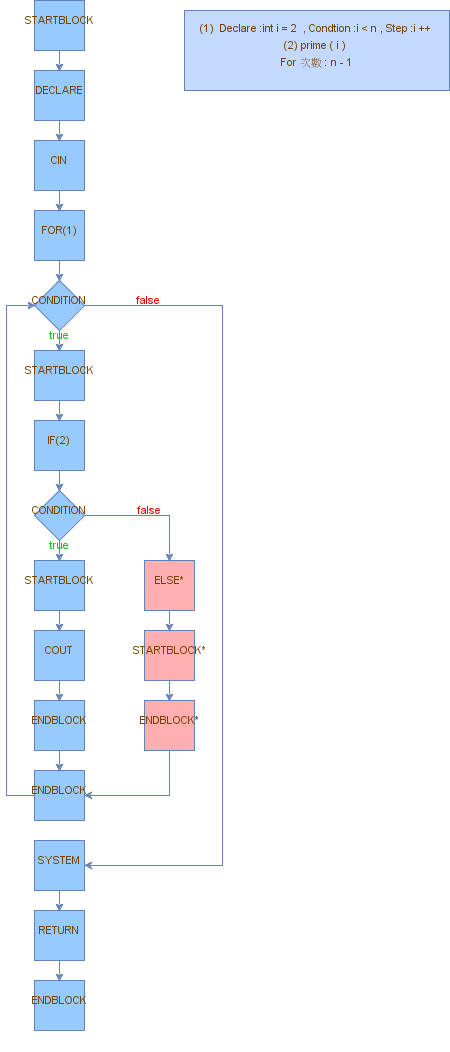 STARTBLOCK
(1) Declare :int i = 2 , Condtion :i < n , Step :i ++
(2) prime ( i )
For 次數 : n - 1
DECLARE
CIN
FOR(1)
CONDITION
false
true
STARTBLOCK
IF(2)
CONDITION
false
true
STARTBLOCK
ELSE*
COUT
STARTBLOCK*
ENDBLOCK
ENDBLOCK*
ENDBLOCK
SYSTEM
RETURN
ENDBLOCK